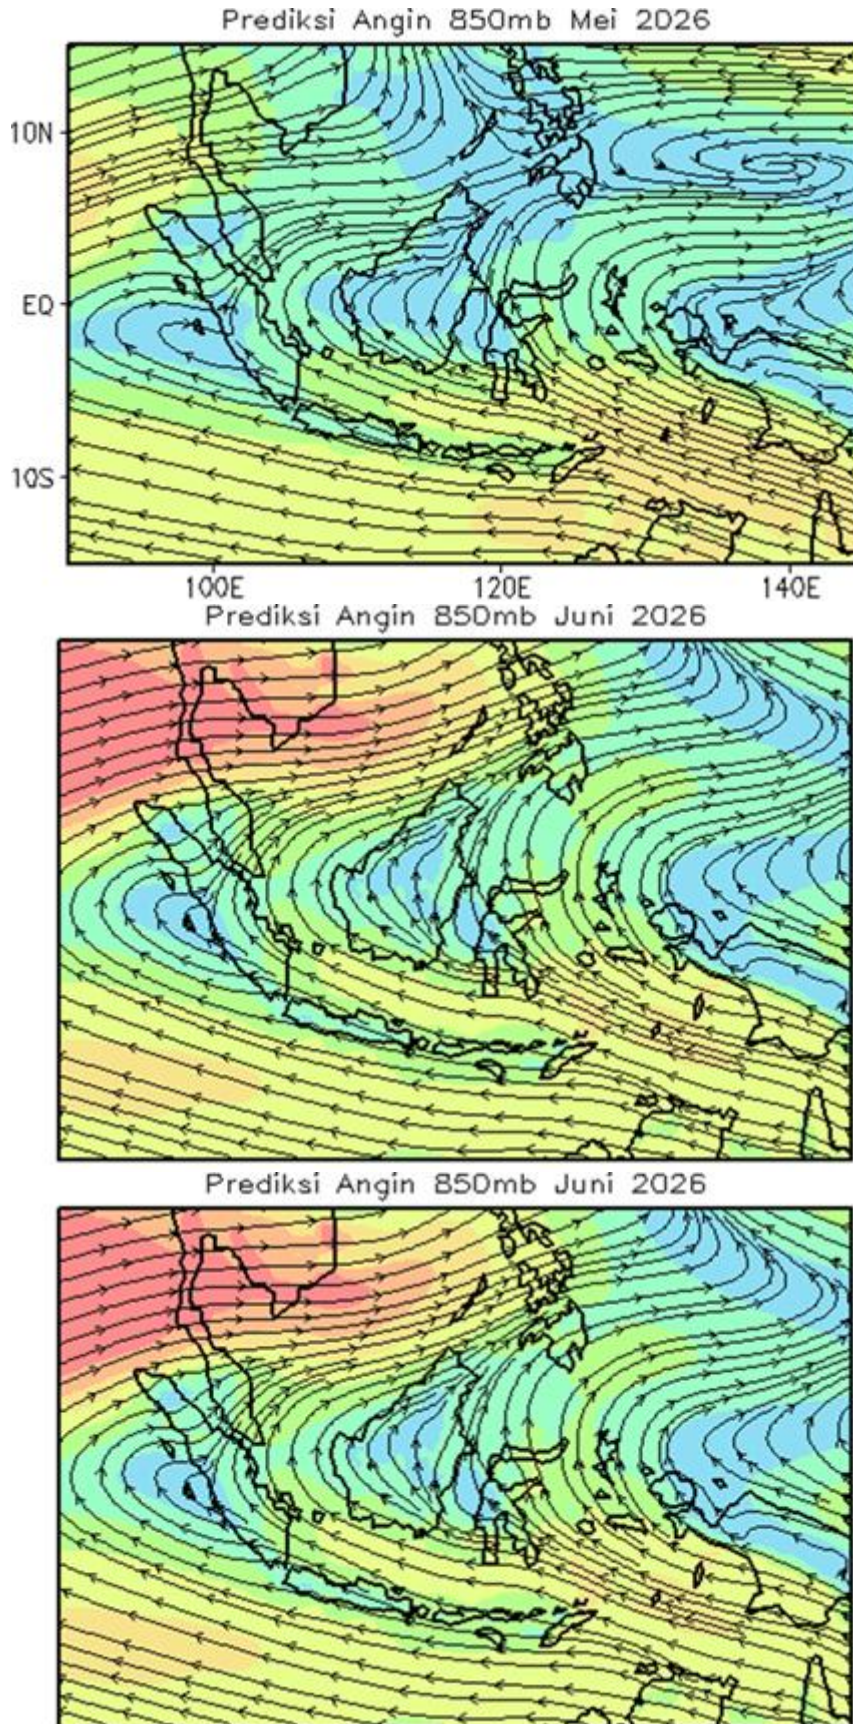 Prediksi Angin 850mb Mei 2026
10N
EQ
10S
100E 120E 140E
Prediksi Angin 850mb Juni 2026
Prediksi Angin 850mb Juni 2026